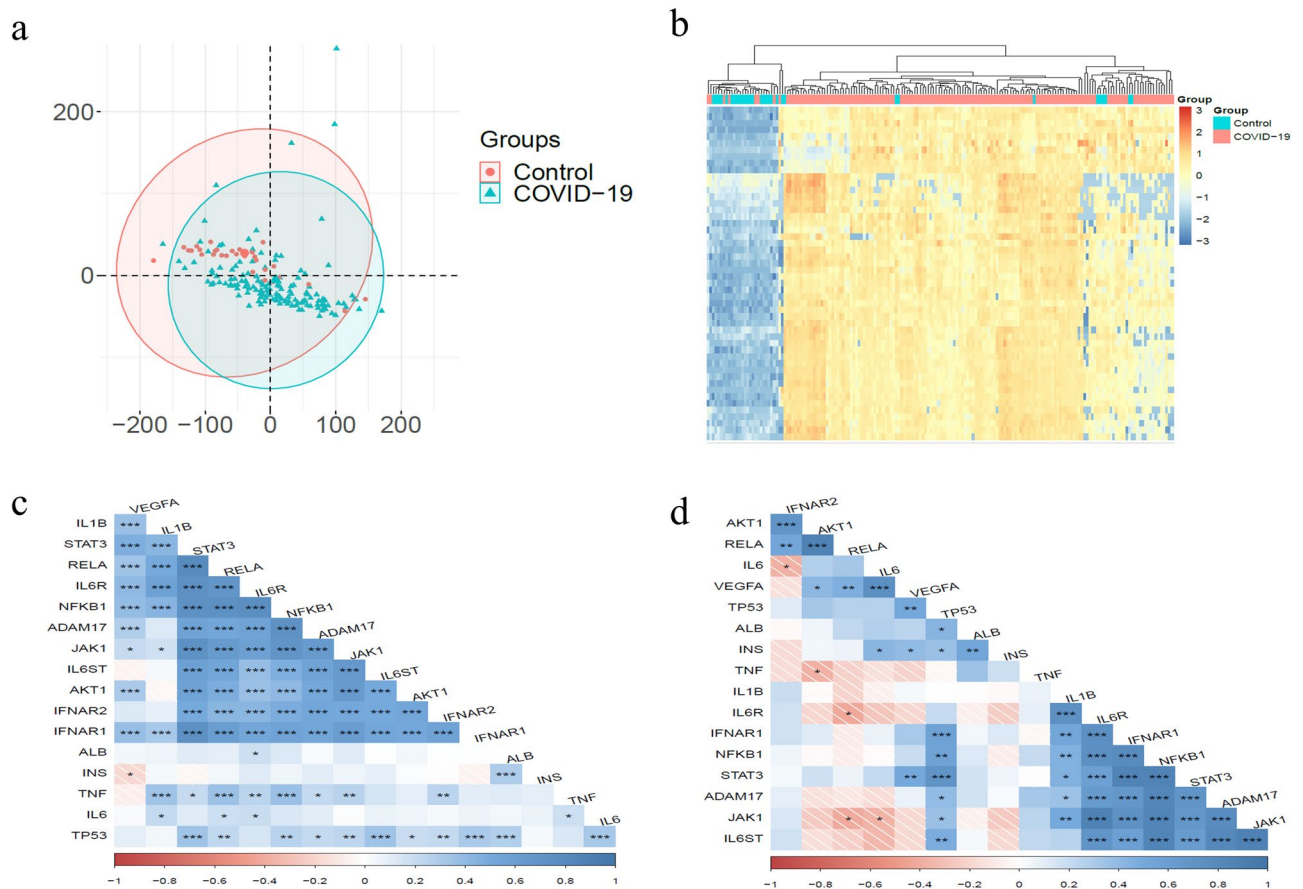 a
200
0
−200
−100
0
100
200
Groups
Control
COVID−19
b
Group
3
2
1
0
−1
−2
−3
Group
Control
COVID−19
c
VEGFA
IL1B ***
IL1B
STAT3 *** ***
STAT3
RELA *** *** ***
RELA
IL6R *** *** *** ***
IL6R
NFKB1 *** *** *** *** ***
NFKB1
ADAM17 *** *** *** *** ***
ADAM17
JAK1 * * *** *** *** *** ***
JAK1
IL6ST *** *** *** *** *** ***
IL6ST
AKT1 *** *** *** *** *** *** *** ***
AKT1
IFNAR2 *** *** *** *** *** *** *** ***
IFNAR2
IFNAR1 *** *** *** *** *** *** *** *** *** *** ***
IFNAR1
ALB *
ALB
INS * ***
INS
TNF *** * *** ** *** * ** **
TNF
IL6 * * * *
IL6
TP53 *** ** ** * ** *** * ** *** *** ***
−1 −0.8 −0.6 −0.4 −0.2 0 0.2 0.4 0.6 0.8 1
d
IFNAR2
AKT1 ***
AKT1
RELA ** ***
RELA
IL6 *
IL6
VEGFA * ** ***
VEGFA
TP53 **
TP53
ALB *
ALB
INS * * * **
INS
TNF *
TNF
IL1B
IL1B
IL6R * ***
IL6R
IFNAR1 *** ** ***
IFNAR1
NFKB1 ** ** *** ***
NFKB1
STAT3 ** *** * *** *** ***
STAT3
ADAM17 * * *** *** *** ***
ADAM17
JAK1 * * * ** *** *** *** *** ***
JAK1
IL6ST ** *** *** *** *** *** ***
−1 −0.8 −0.6 −0.4 −0.2 0 0.2 0.4 0.6 0.8 1